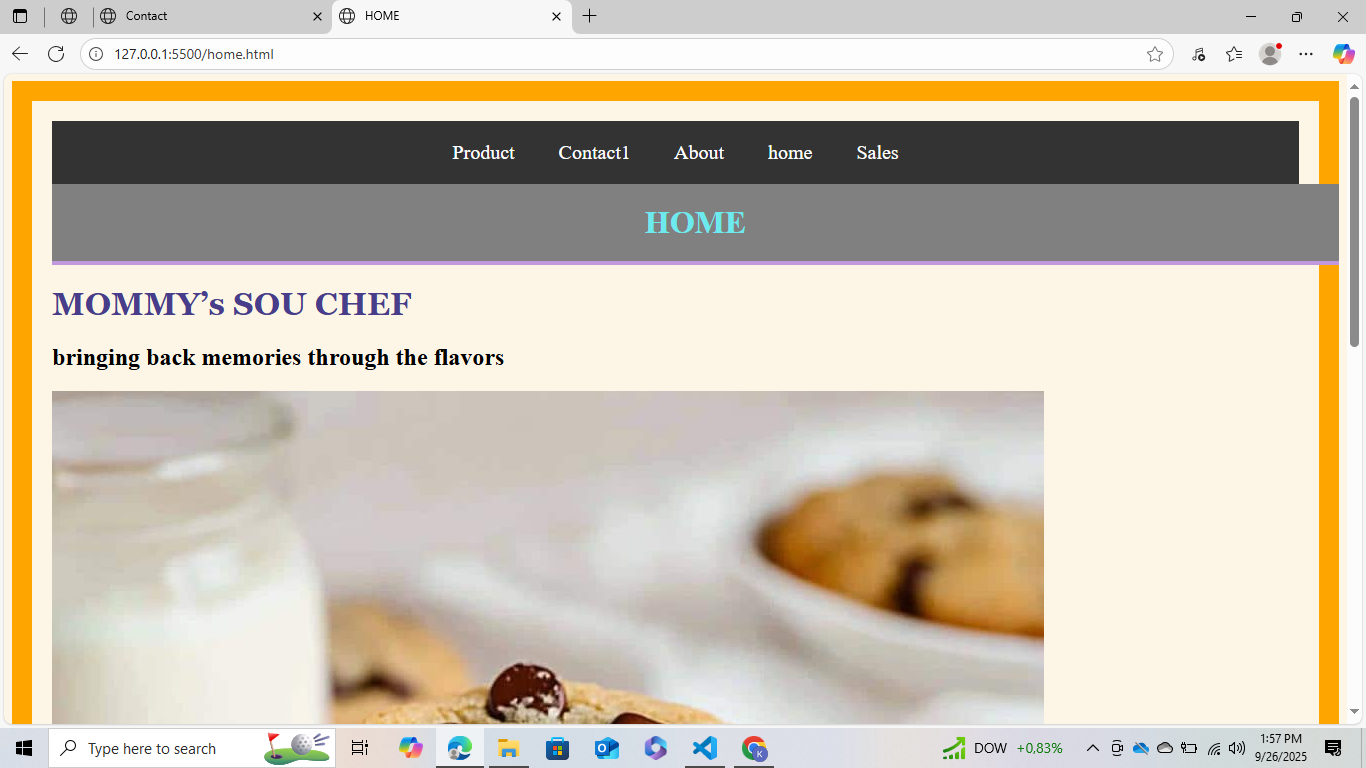 Contact
HOME
127.0.0.1:5500/home.html
Product Contact1 About home Sales
HOME
MOMMY’s SOU CHEF
bringing back memories through the flavors
Type here to search
DOW +0,83%
1:57 PM
9/26/2025
K